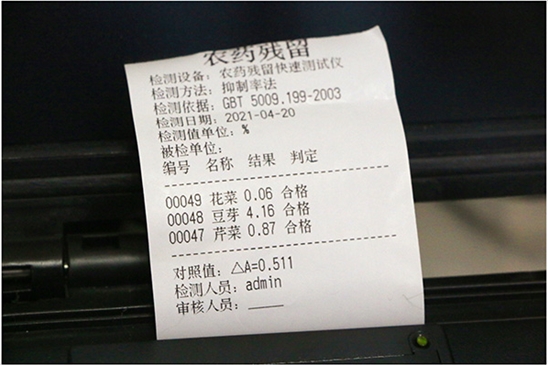 农药残留
检测设备: 农药残留快速测试仪
检测方法: 抑制率法
检测依据: GBT 5009.199-2003
检测日期: 2021-04-20
检测值单位: %
被检单位:
编号 名称 结果 判定
00049 花菜 0.06 合格
00048 豆芽 4.16 合格
00047 芹菜 0.87 合格
对照值: △A=0.511
检测人员: admin
审核人员: